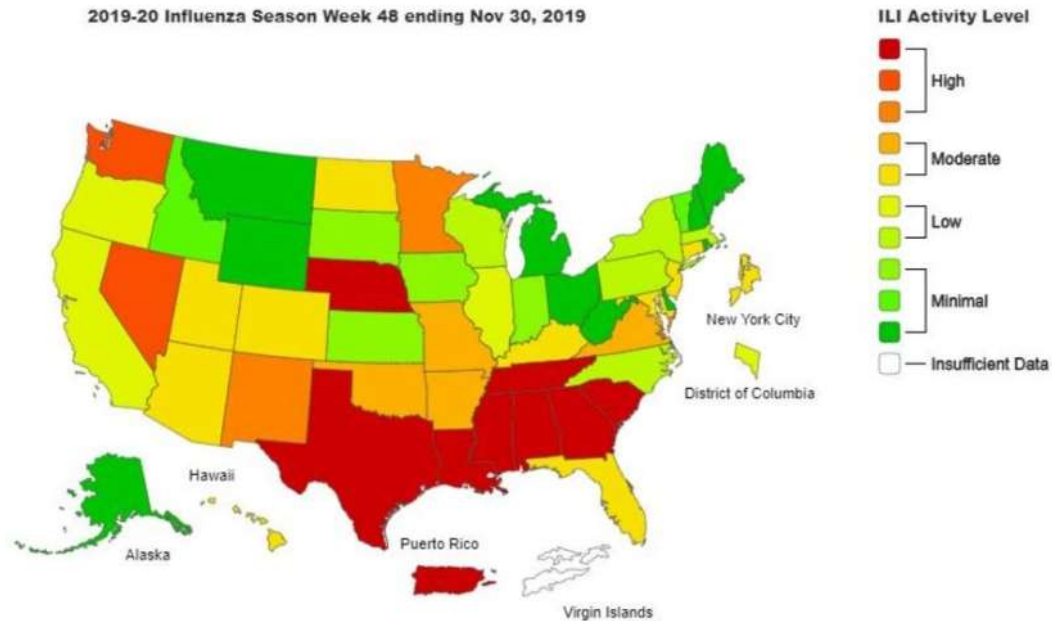 2019-20 Influenza Season Week 48 ending Nov 30, 2019
ILI Activity Level
High
Moderate
Low
Minimal
Insufficient Data
New York City
District of Columbia
Hawaii
Alaska
Puerto Rico
Virgin Islands